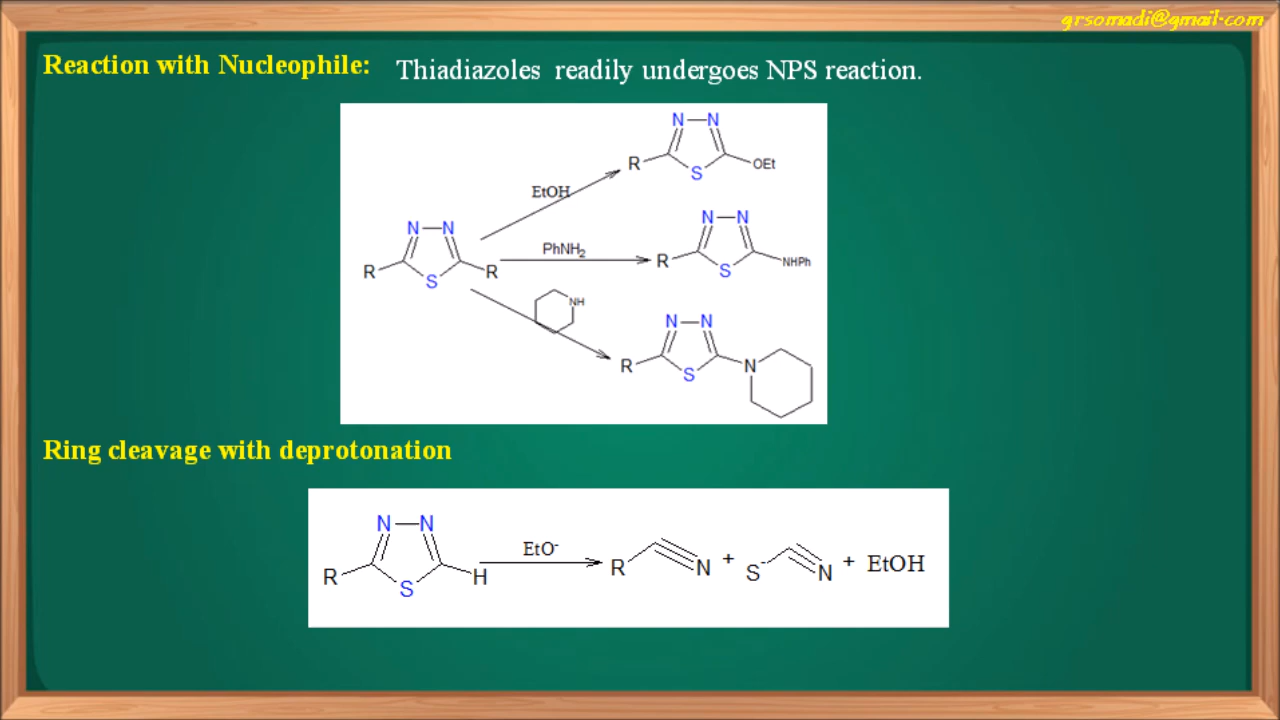 grsomadi@gmail.com
Reaction with Nucleophile: Thiadiazoles readily undergoes NPS reaction.
N N
R S OEt
EtOH
N N
R S R
PhNH2
N N
R S NHPh
NH
N N
R S N
Ring cleavage with deprotonation
N N
R S H
EtO-
R N + S- N + EtOH